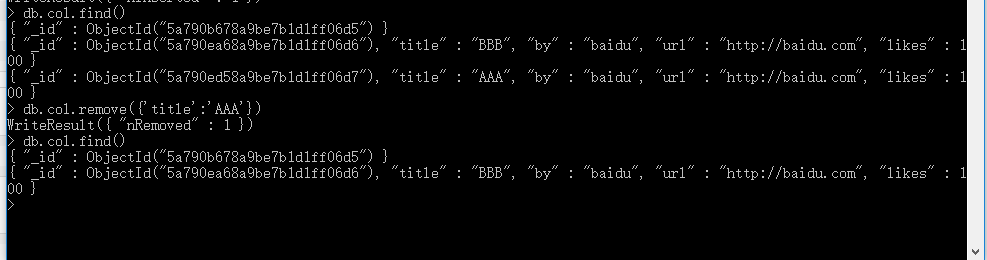 > db.col.find()
{ "_id" : ObjectId("5a790b678a9be7b1d1ff06d5") }
{ "_id" : ObjectId("5a790ea68a9be7b1d1ff06d6"), "title" : "BBB", "by" : "baidu", "url" : "http://baidu.com", "likes" : 1
00 }
{ "_id" : ObjectId("5a790ed58a9be7b1d1ff06d7"), "title" : "AAA", "by" : "baidu", "url" : "http://baidu.com", "likes" : 1
00 }
> db.col.remove({'title':'AAA'})
WriteResult({ "nRemoved" : 1 })
> db.col.find()
{ "_id" : ObjectId("5a790b678a9be7b1d1ff06d5") }
{ "_id" : ObjectId("5a790ea68a9be7b1d1ff06d6"), "title" : "BBB", "by" : "baidu", "url" : "http://baidu.com", "likes" : 1
00 }
>